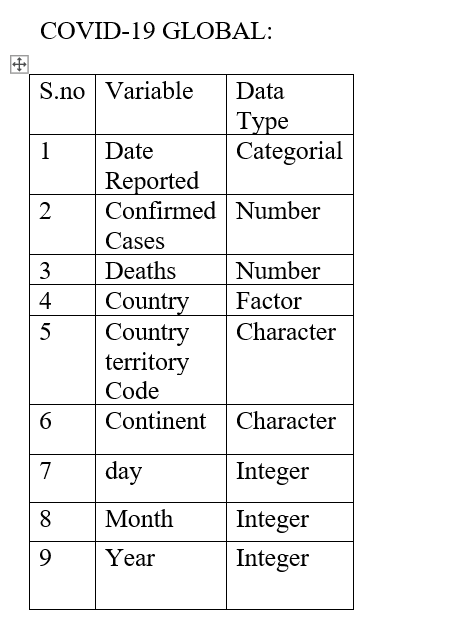 COVID-19 GLOBAL:
S.no Variable Data
Type
1 Date Categorial
Reported
2 Confirmed Number
Cases
3 Deaths Number
4 Country Factor
5 Country Character
territory
Code
6 Continent Character
7 day Integer
8 Month Integer
9 Year Integer